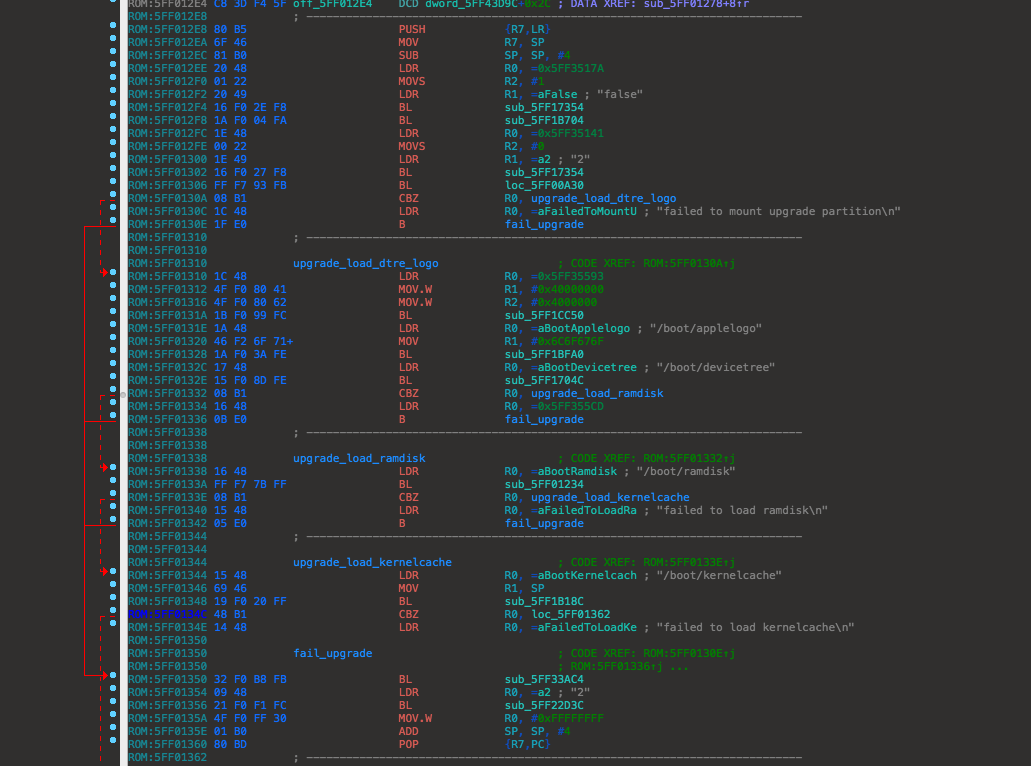 ROM:5FF012E4 C8 3D F4 5F off_5FF012E4 DCD dword_5FF43D9C+0x2C ; DATA XREF: sub_5FF01278+8↑r
ROM:5FF012E8 ; ---------------------------------------------------------------------------
ROM:5FF012E8 80 B5 PUSH {R7,LR}
ROM:5FF012EA 6F 46 MOV R7, SP
ROM:5FF012EC 81 B0 SUB SP, SP, #4
ROM:5FF012EE 20 48 LDR R0, =0x5FF3517A
ROM:5FF012F0 01 22 MOVS R2, #1
ROM:5FF012F2 20 49 LDR R1, =aFalse ; "false"
ROM:5FF012F4 16 F0 2E F8 BL sub_5FF17354
ROM:5FF012F8 1A F0 04 FA BL sub_5FF1B704
ROM:5FF012FC 1E 48 LDR R0, =0x5FF35141
ROM:5FF012FE 00 22 MOVS R2, #0
ROM:5FF01300 1E 49 LDR R1, =a2 ; "2"
ROM:5FF01302 16 F0 27 F8 BL sub_5FF17354
ROM:5FF01306 FF F7 93 FB BL loc_5FF00A30
ROM:5FF0130A 08 B1 CBZ R0, upgrade_load_dtre_logo
ROM:5FF0130C 1C 48 LDR R0, =aFailedToMountU ; "failed to mount upgrade partition\n"
ROM:5FF0130E 1F E0 B fail_upgrade
ROM:5FF01310 ; ---------------------------------------------------------------------------
ROM:5FF01310
ROM:5FF01310 upgrade_load_dtre_logo ; CODE XREF: ROM:5FF0130A↑j
ROM:5FF01310 1C 48 LDR R0, =0x5FF35593
ROM:5FF01312 4F F0 80 41 MOV.W R1, #0x40000000
ROM:5FF01316 4F F0 80 62 MOV.W R2, #0x4000000
ROM:5FF0131A 1B F0 99 FC BL sub_5FF1CC50
ROM:5FF0131E 1A 48 LDR R0, =aBootApplelogo ; "/boot/applelogo"
ROM:5FF01320 46 F2 6F 71+ MOV R1, #0x6C6F676F
ROM:5FF01328 1A F0 3A FE BL sub_5FF1BFA0
ROM:5FF0132C 17 48 LDR R0, =aBootDevicetree ; "/boot/devicetree"
ROM:5FF0132E 15 F0 8D FE BL sub_5FF1704C
ROM:5FF01332 08 B1 CBZ R0, upgrade_load_ramdisk
ROM:5FF01334 16 48 LDR R0, =0x5FF355CD
ROM:5FF01336 0B E0 B fail_upgrade
ROM:5FF01338 ; ---------------------------------------------------------------------------
ROM:5FF01338
ROM:5FF01338 upgrade_load_ramdisk ; CODE XREF: ROM:5FF01332↑j
ROM:5FF01338 16 48 LDR R0, =aBootRamdisk ; "/boot/ramdisk"
ROM:5FF0133A FF F7 7B FF BL sub_5FF01234
ROM:5FF0133E 08 B1 CBZ R0, upgrade_load_kernelcache
ROM:5FF01340 15 48 LDR R0, =aFailedToLoadRa ; "failed to load ramdisk\n"
ROM:5FF01342 05 E0 B fail_upgrade
ROM:5FF01344 ; ---------------------------------------------------------------------------
ROM:5FF01344
ROM:5FF01344 upgrade_load_kernelcache ; CODE XREF: ROM:5FF0133E↑j
ROM:5FF01344 15 48 LDR R0, =aBootKernelcach ; "/boot/kernelcache"
ROM:5FF01346 69 46 MOV R1, SP
ROM:5FF01348 19 F0 20 FF BL sub_5FF1B18C
ROM:5FF0134C 48 B1 CBZ R0, loc_5FF01362
ROM:5FF0134E 14 48 LDR R0, =aFailedToLoadKe ; "failed to load kernelcache\n"
ROM:5FF01350
ROM:5FF01350 fail_upgrade ; CODE XREF: ROM:5FF0130E↑j
ROM:5FF01350 ; ROM:5FF01336↑j ...
ROM:5FF01350 32 F0 B8 FB BL sub_5FF33AC4
ROM:5FF01354 09 48 LDR R0, =a2 ; "2"
ROM:5FF01356 21 F0 F1 FC BL sub_5FF22D3C
ROM:5FF0135A 4F F0 FF 30 MOV.W R0, #0xFFFFFFFF
ROM:5FF0135E 01 B0 ADD SP, SP, #4
ROM:5FF01360 80 BD POP {R7,PC}
ROM:5FF01362 ; ---------------------------------------------------------------------------